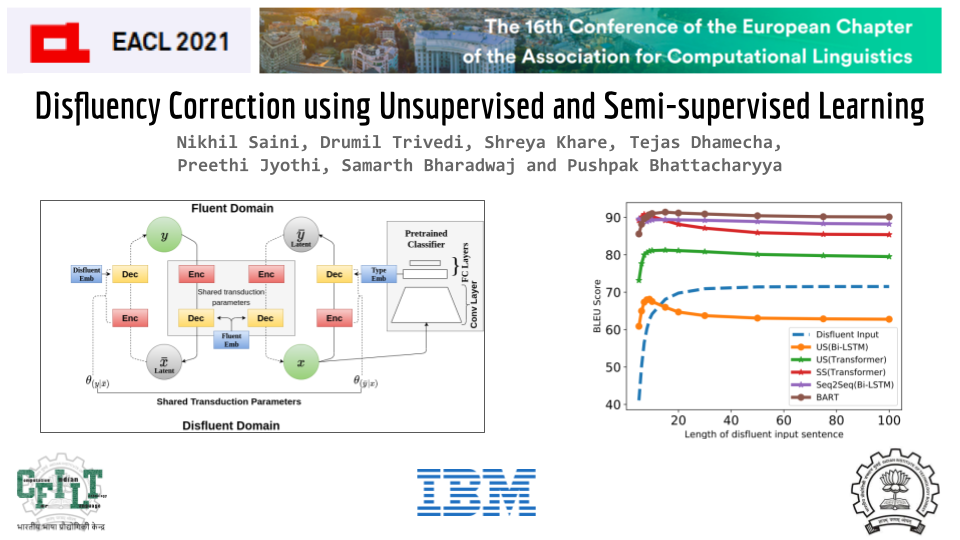 EACL 2021
The 16th Conference of the European Chapter
of the Association for Computational Linguistics
Disfluency Correction using Unsupervised and Semi-supervised Learning
Nikhil Saini, Drumil Trivedi, Shreya Khare, Tejas Dhamecha,
Preethi Jyothi, Samarth Bharadwaj and Pushpak Bhattacharyya
Fluent Domain
y
ȳ
Latent
Pretrained
Classifier
FC Layers
Conv Layer
Disfluent
Emb
Dec
Enc
Enc
Dec
Type
Emb
Shared transduction
parameters
Enc
Dec
Dec
Enc
Fluent
Emb
x̄
Latent
x
θ(y|x̄)
θ(ȳ|x)
Shared Transduction Parameters
Disfluent Domain
BLEU Score
90
80
70
60
50
40
Disfluent Input
US(Bi-LSTM)
US(Transformer)
SS(Transformer)
Seq2Seq(Bi-LSTM)
BART
20 40 60 80 100
Length of disfluent input sentence
CFILT
भारतीय भाषा प्रौद्योगिकी केन्द्र
IBM